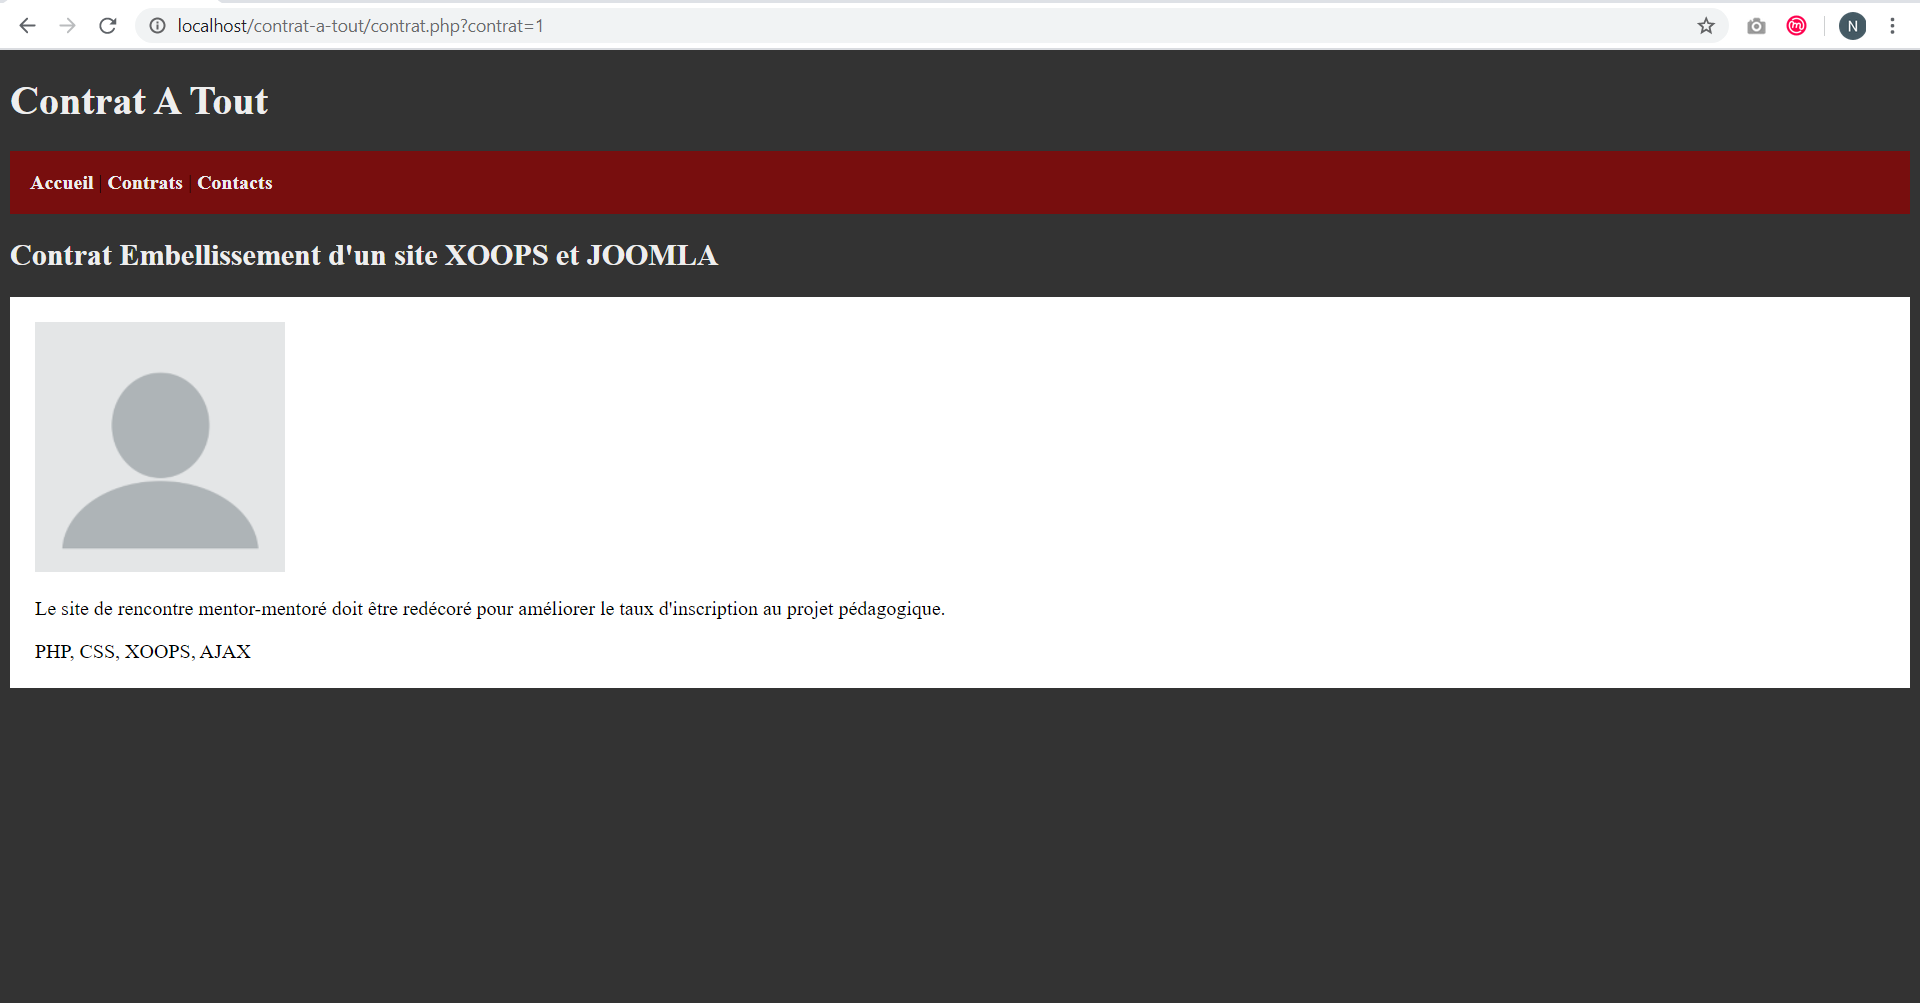 localhost/contrat-a-tout/contrat.php?contrat=1
N
Contrat A Tout
Accueil | Contrats | Contacts
Contrat Embellissement d'un site XOOPS et JOOMLA
Le site de rencontre mentor-mentoré doit être redécoré pour améliorer le taux d'inscription au projet pédagogique.
PHP, CSS, XOOPS, AJAX